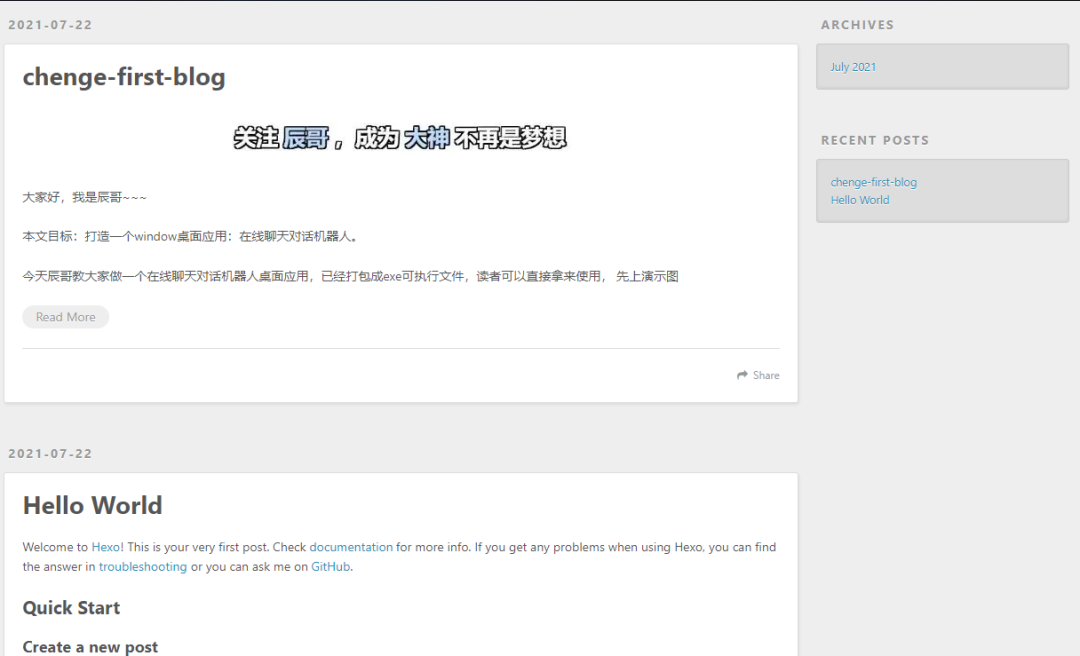 2021-07-22
chenge-first-blog
关注 辰哥 ，成为 大神 不再是梦想
大家好，我是辰哥~~~
本文目标：打造一个window桌面应用：在线聊天对话机器人。
今天辰哥教大家做一个在线聊天对话机器人桌面应用，已经打包成exe可执行文件，读者可以直接拿来使用， 先上演示图
Read More
Share
2021-07-22
Hello World
Welcome to Hexo! This is your very first post. Check documentation for more info. If you get any problems when using Hexo, you can find
the answer in troubleshooting or you can ask me on GitHub.
Quick Start
Create a new post
ARCHIVES
July 2021
RECENT POSTS
chenge-first-blog
Hello World